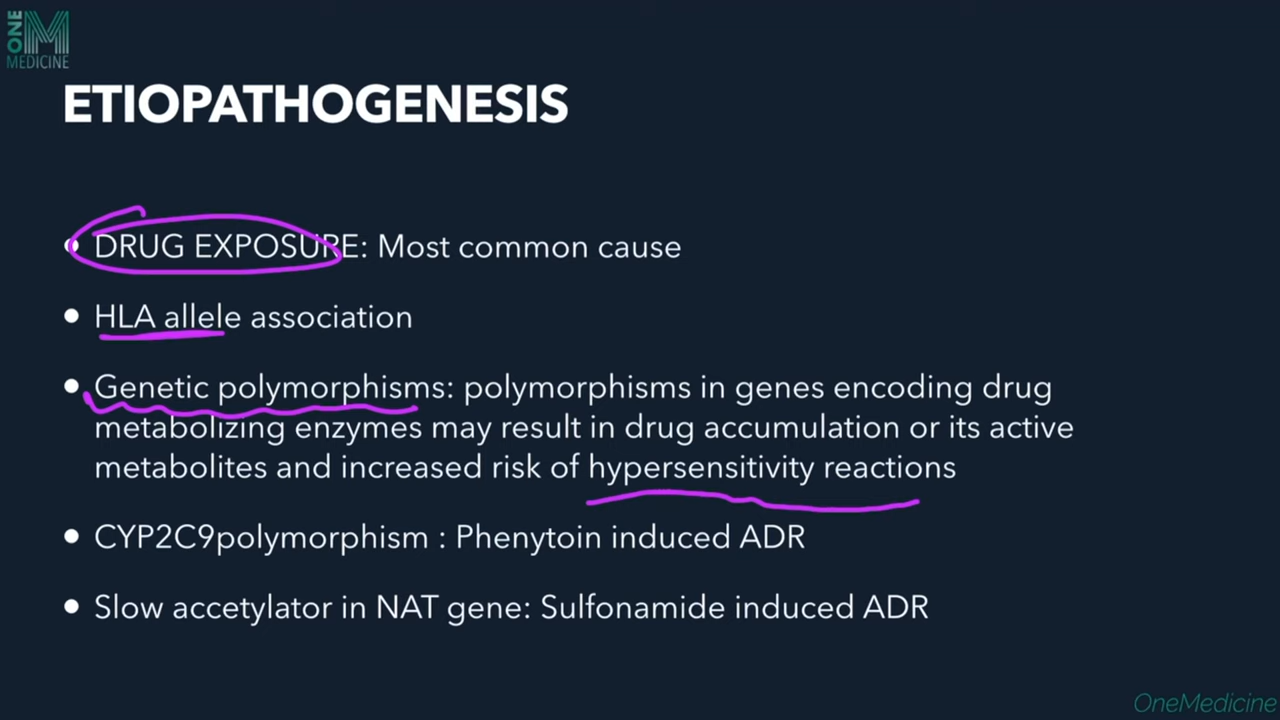 ONE
M
MEDICINE
ETIOPATHOGENESIS
• DRUG EXPOSURE: Most common cause
• HLA allele association
• Genetic polymorphisms: polymorphisms in genes encoding drug
metabolizing enzymes may result in drug accumulation or its active
metabolites and increased risk of hypersensitivity reactions
• CYP2C9polymorphism : Phenytoin induced ADR
• Slow accetylator in NAT gene: Sulfonamide induced ADR
OneMedicine